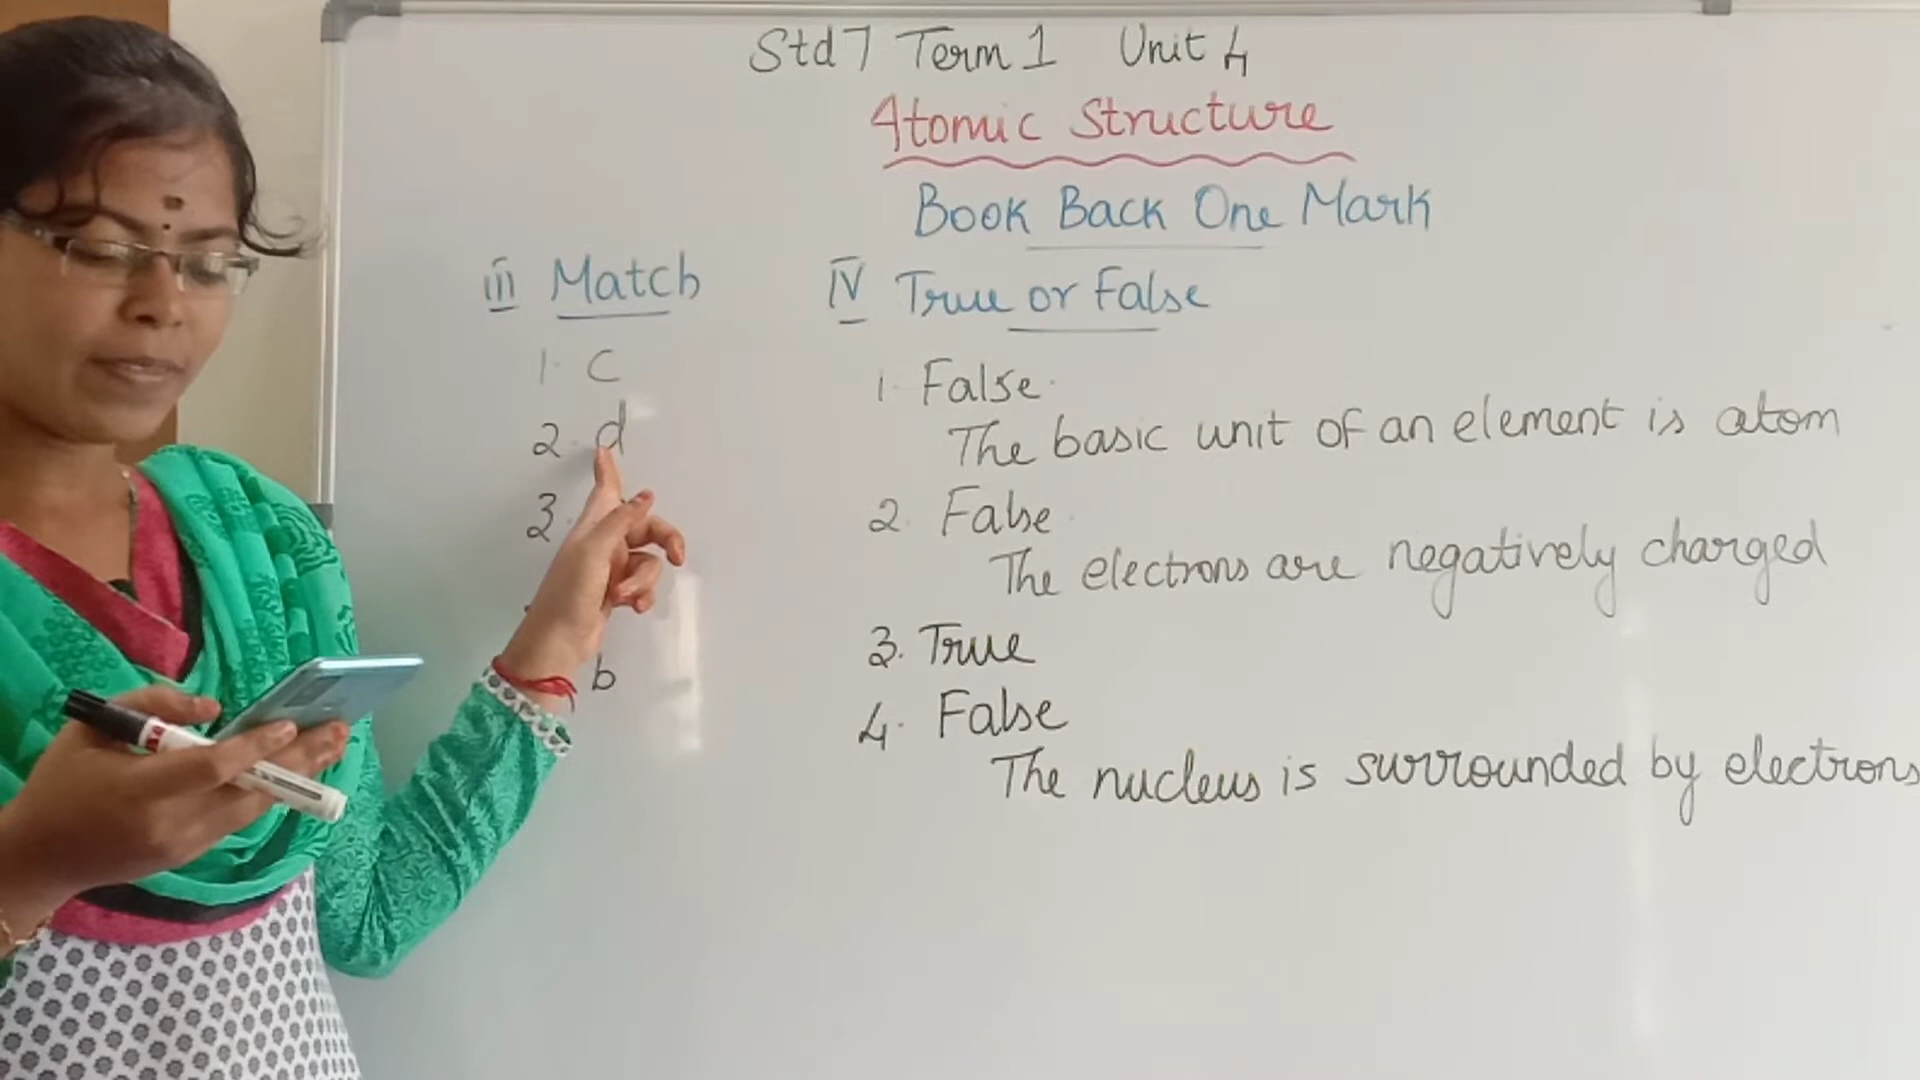 Std 7 Term 1 Unit 4
Atomic Structure
Book Back One Mark
III Match
1. c
2. d
3.
b
IV True or False
1. False.
The basic unit of an element is atom
2. False.
The electrons are negatively charged
3. True
4. False
The nucleus is surrounded by electrons